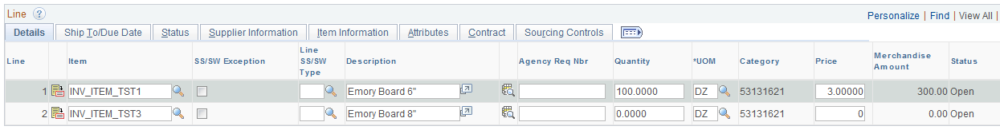 Line ?
Personalize | Find | View All |
Details Ship To/Due Date Status Supplier Information Item Information Attributes Contract Sourcing Controls
Line Item SS/SW Exception Line SS/SW Type Description Agency Req Nbr Quantity *UOM Category Price Merchandise Amount Status
1 INV_ITEM_TST1 Emory Board 6" 100.0000 DZ 53131621 3.00000 300.00 Open
2 INV_ITEM_TST3 Emory Board 8" 0.0000 DZ 53131621 0 0.00 Open